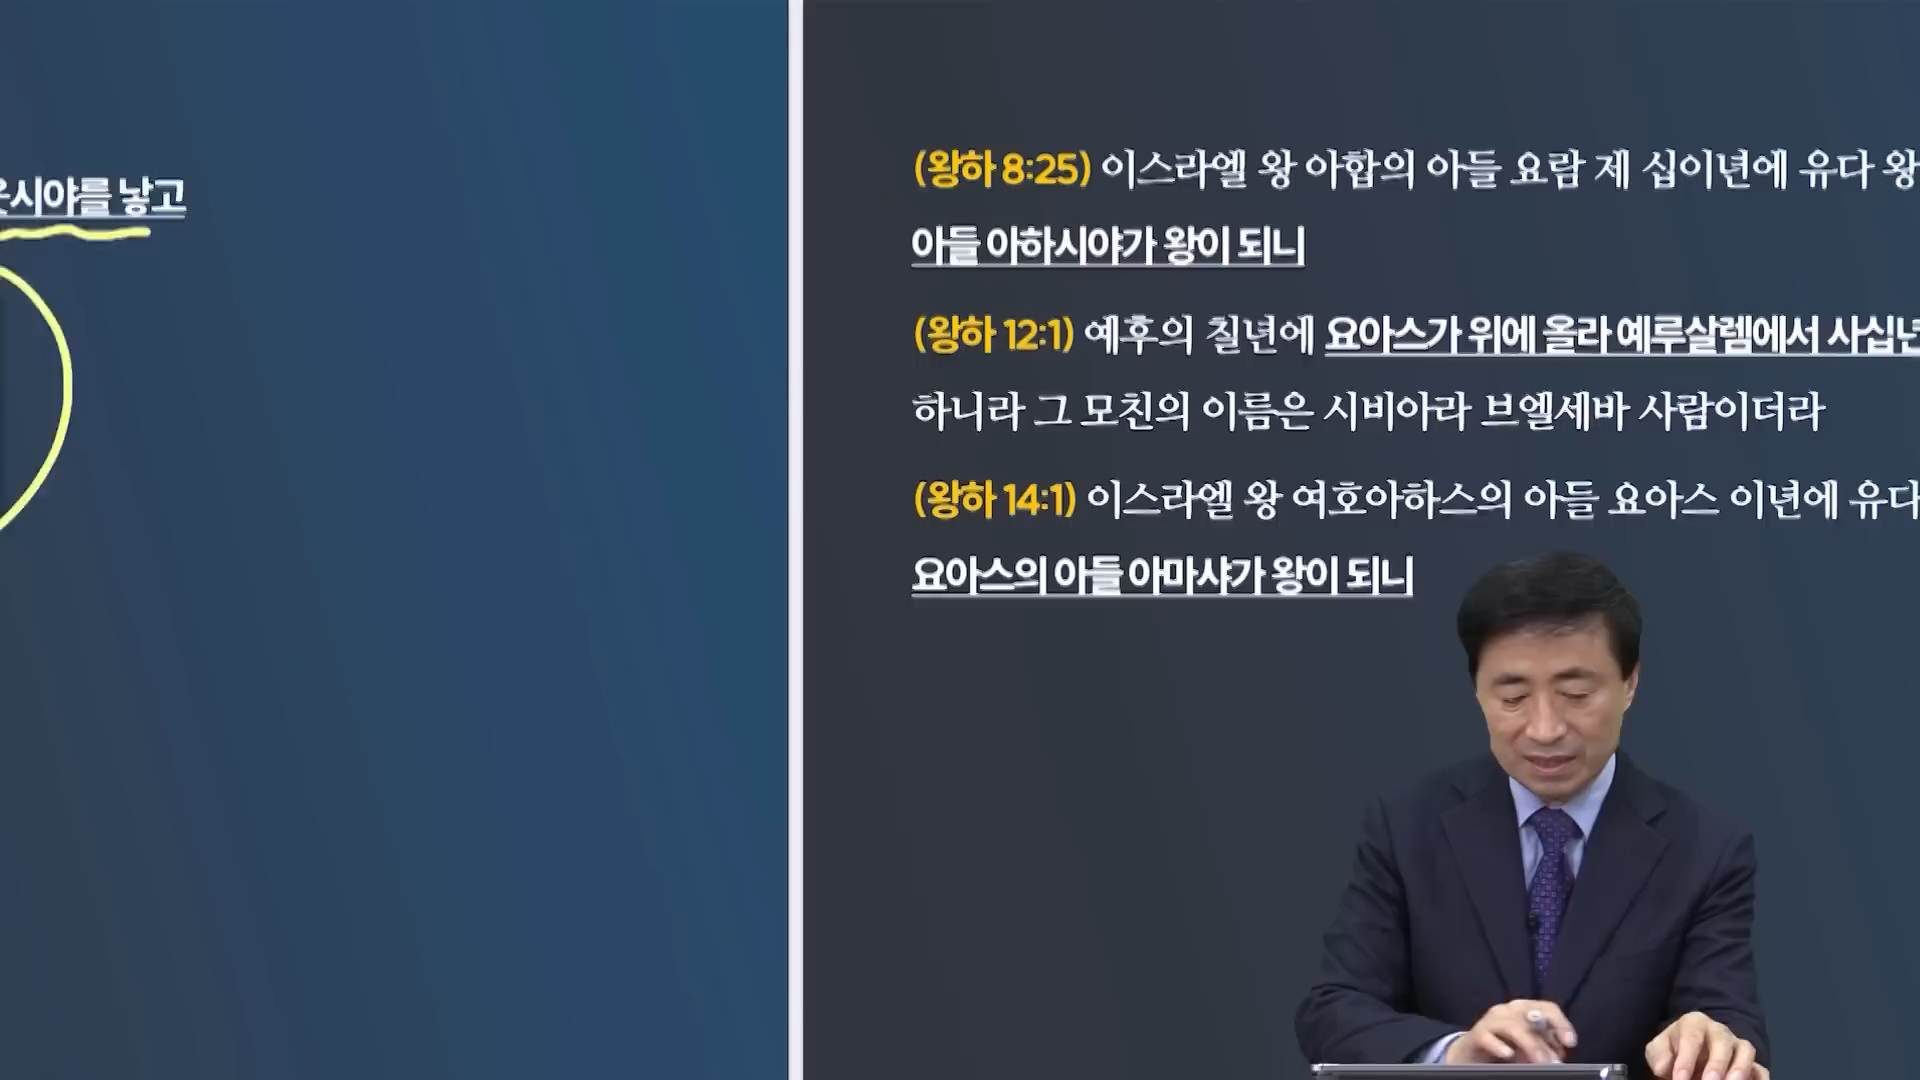 웃시야를 낳고
(왕하 8:25) 이스라엘 왕 아합의 아들 요람 제 십이년에 유다 왕
아들 아하시야가 왕이 되니
(왕하 12:1) 예후의 칠년에 요아스가 위에 올라 예루살렘에서 사십년
하니라 그 모친의 이름은 시비아라 브엘세바 사람이더라
(왕하 14:1) 이스라엘 왕 여호아하스의 아들 요아스 이년에 유다
요아스의 아들 아마샤가 왕이 되니